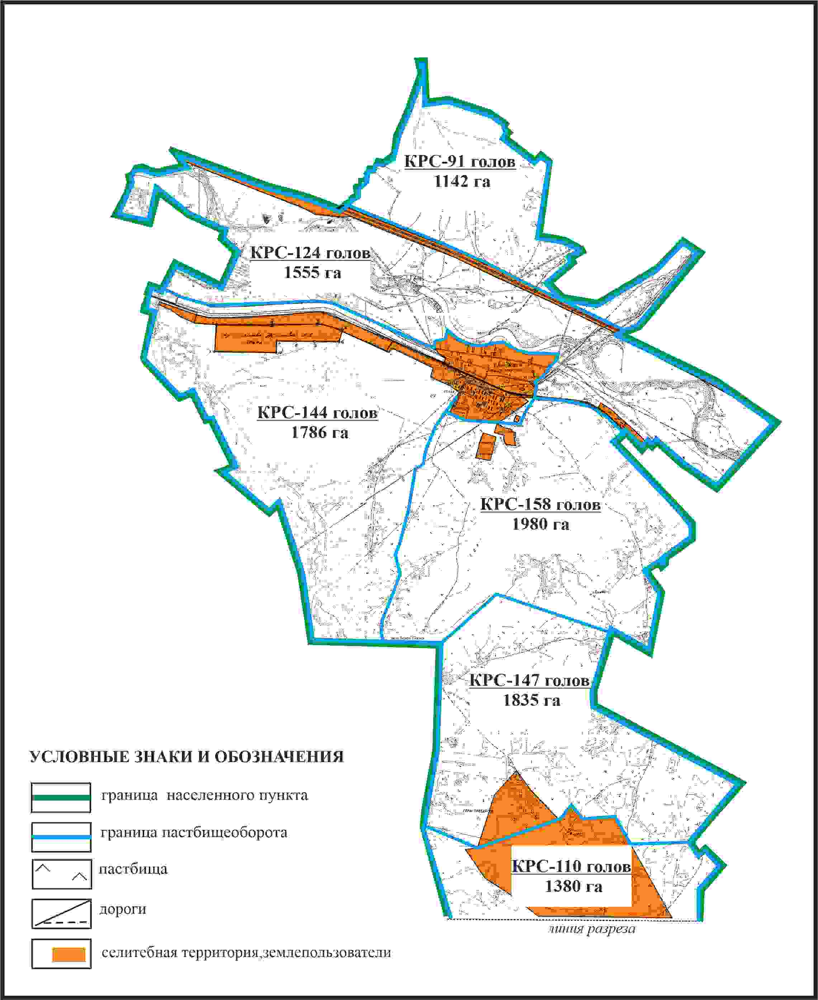 КРС-91 голов
1142 га
КРС-124 голов
1555 га
КРС-144 голов
1786 га
КРС-158 голов
1980 га
КРС-147 голов
1835 га
КРС-110 голов
1380 га
линия разреза
УСЛОВНЫЕ ЗНАКИ И ОБОЗНАЧЕНИЯ
граница населенного пункта
граница пастбищеоборота
пастбища
дороги
селитебная территория,землепользователи